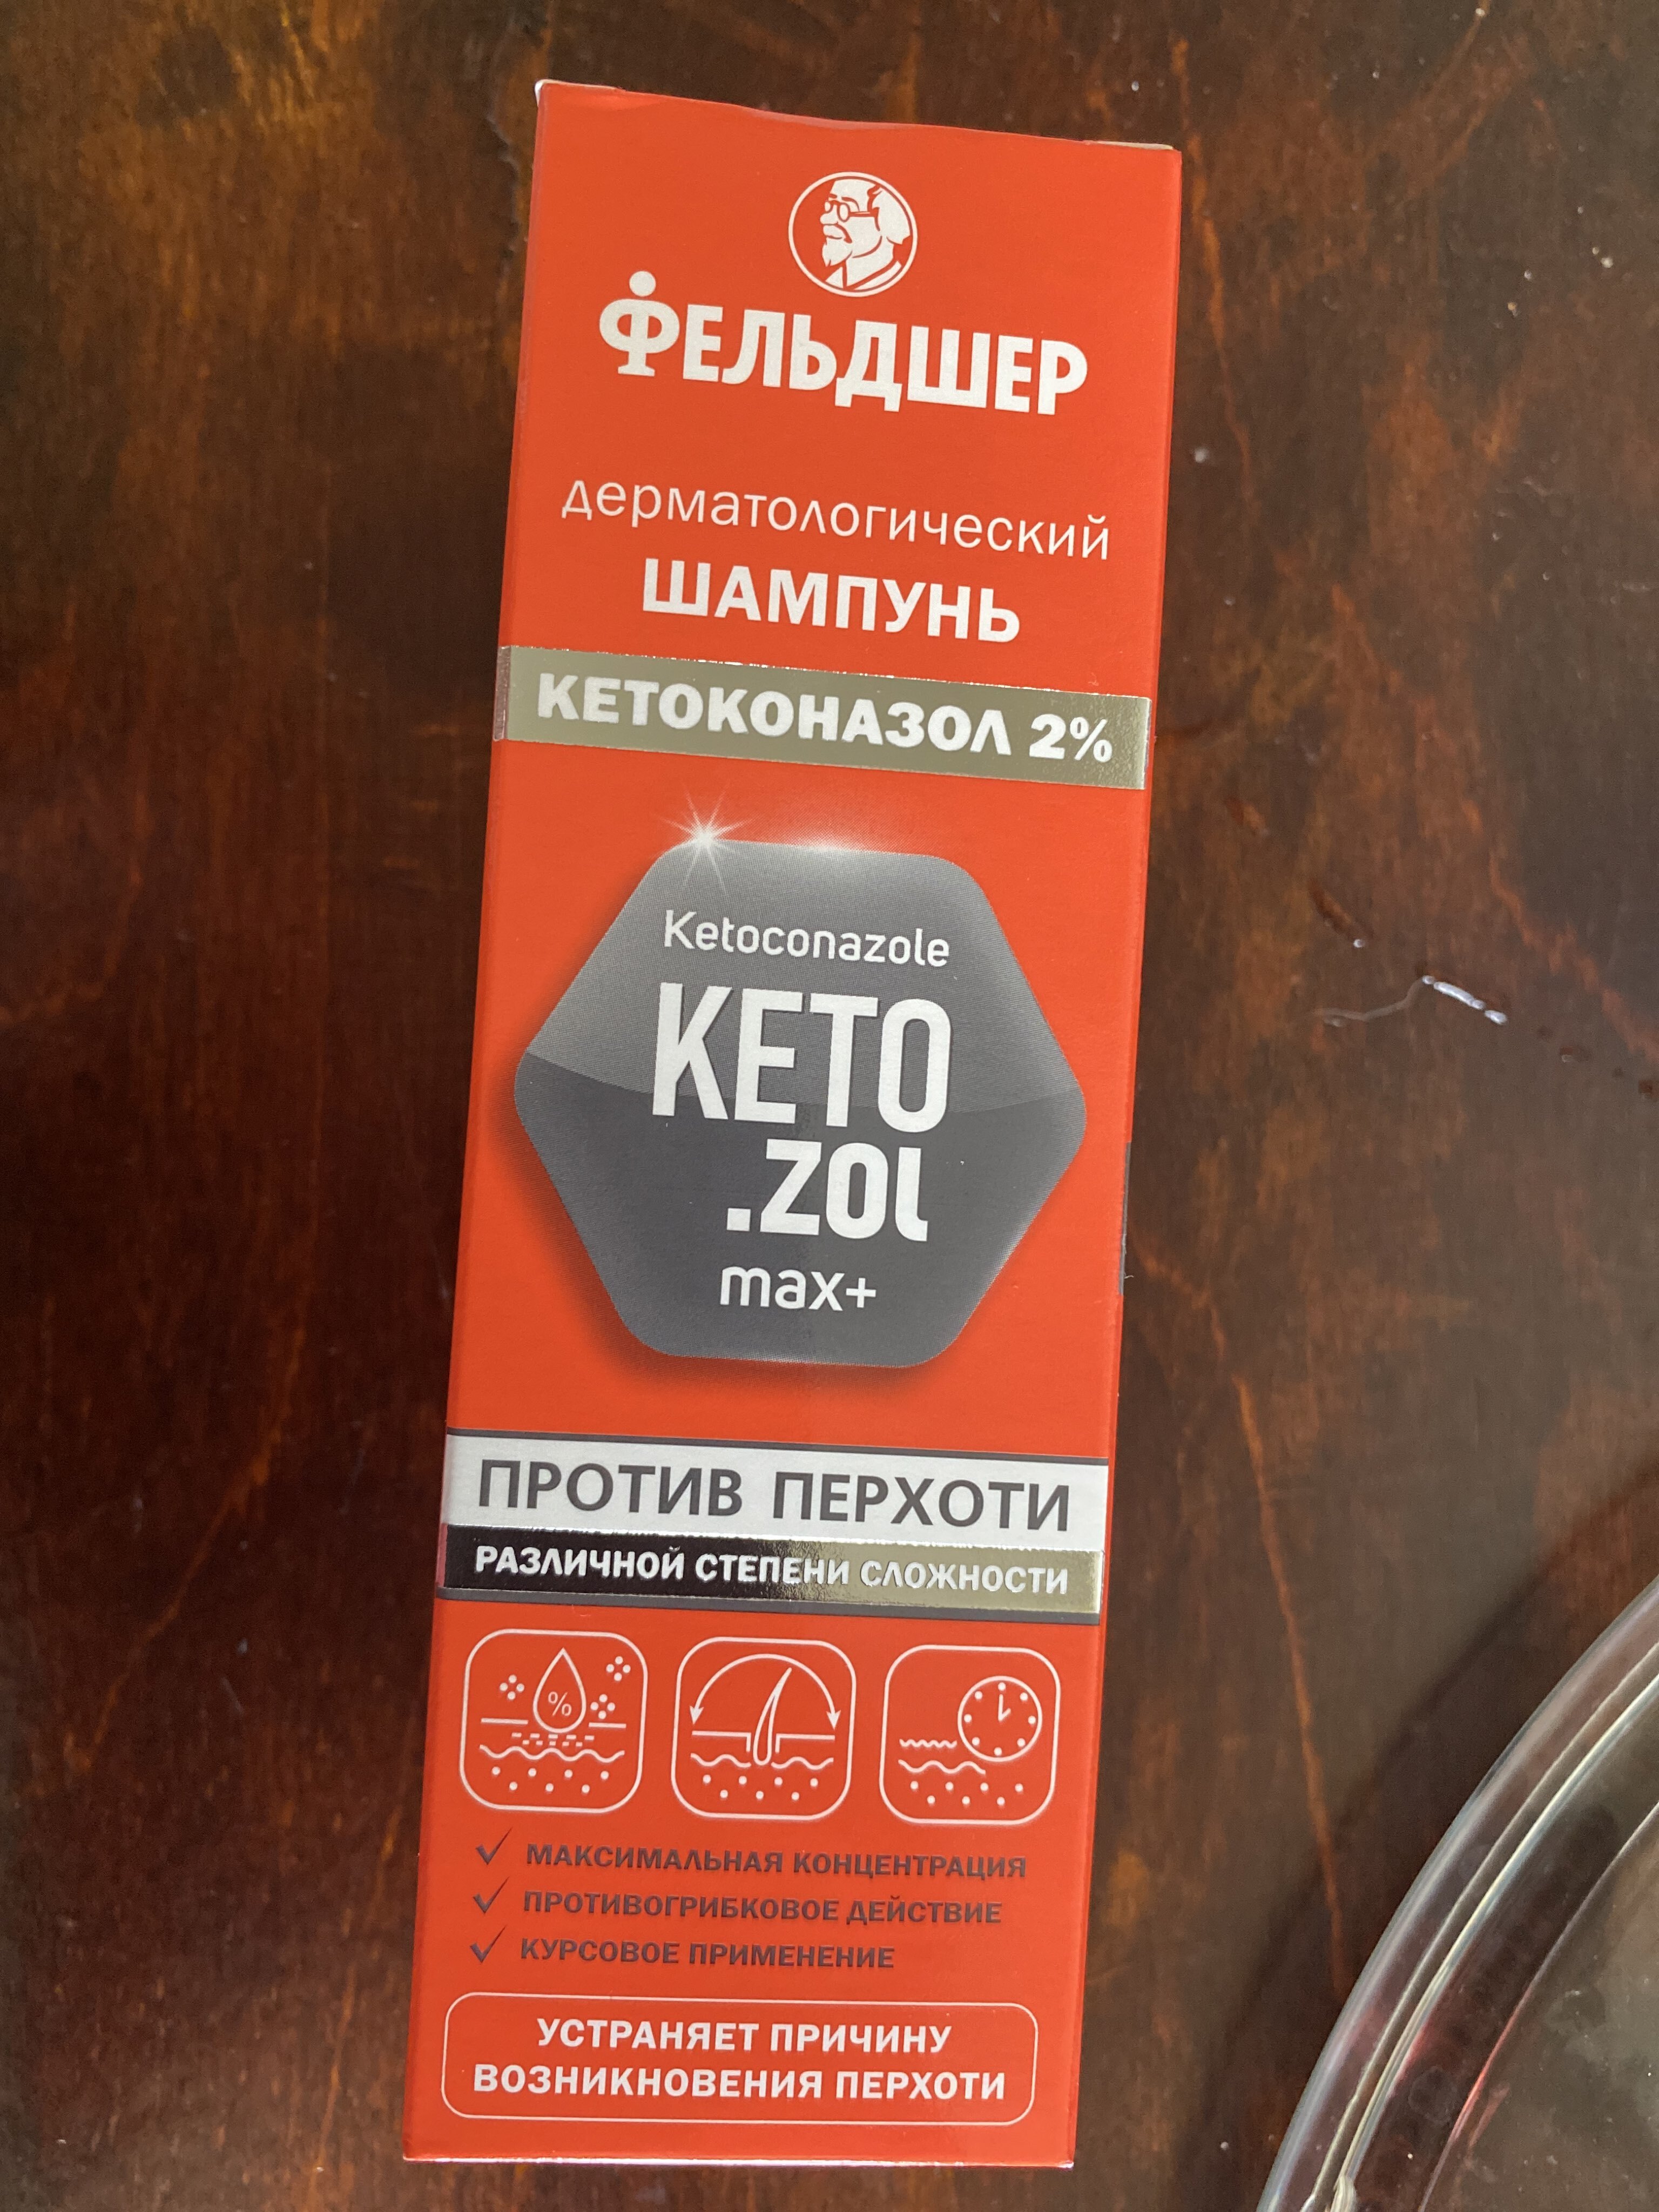 ФЕЛЬДШЕР
дерматологический
ШАМПУНЬ
КЕТОКОНАЗОЛ 2%
Ketoconazole
KETO
.ZOL
max+
ПРОТИВ ПЕРХОТИ
РАЗЛИЧНОЙ СТЕПЕНИ СЛОЖНОСТИ
%
МАКСИМАЛЬНАЯ КОНЦЕНТРАЦИЯ
ПРОТИВОГРИБКОВОЕ ДЕЙСТВИЕ
КУРСОВОЕ ПРИМЕНЕНИЕ
УСТРАНЯЕТ ПРИЧИНУ
ВОЗНИКНОВЕНИЯ ПЕРХОТИ